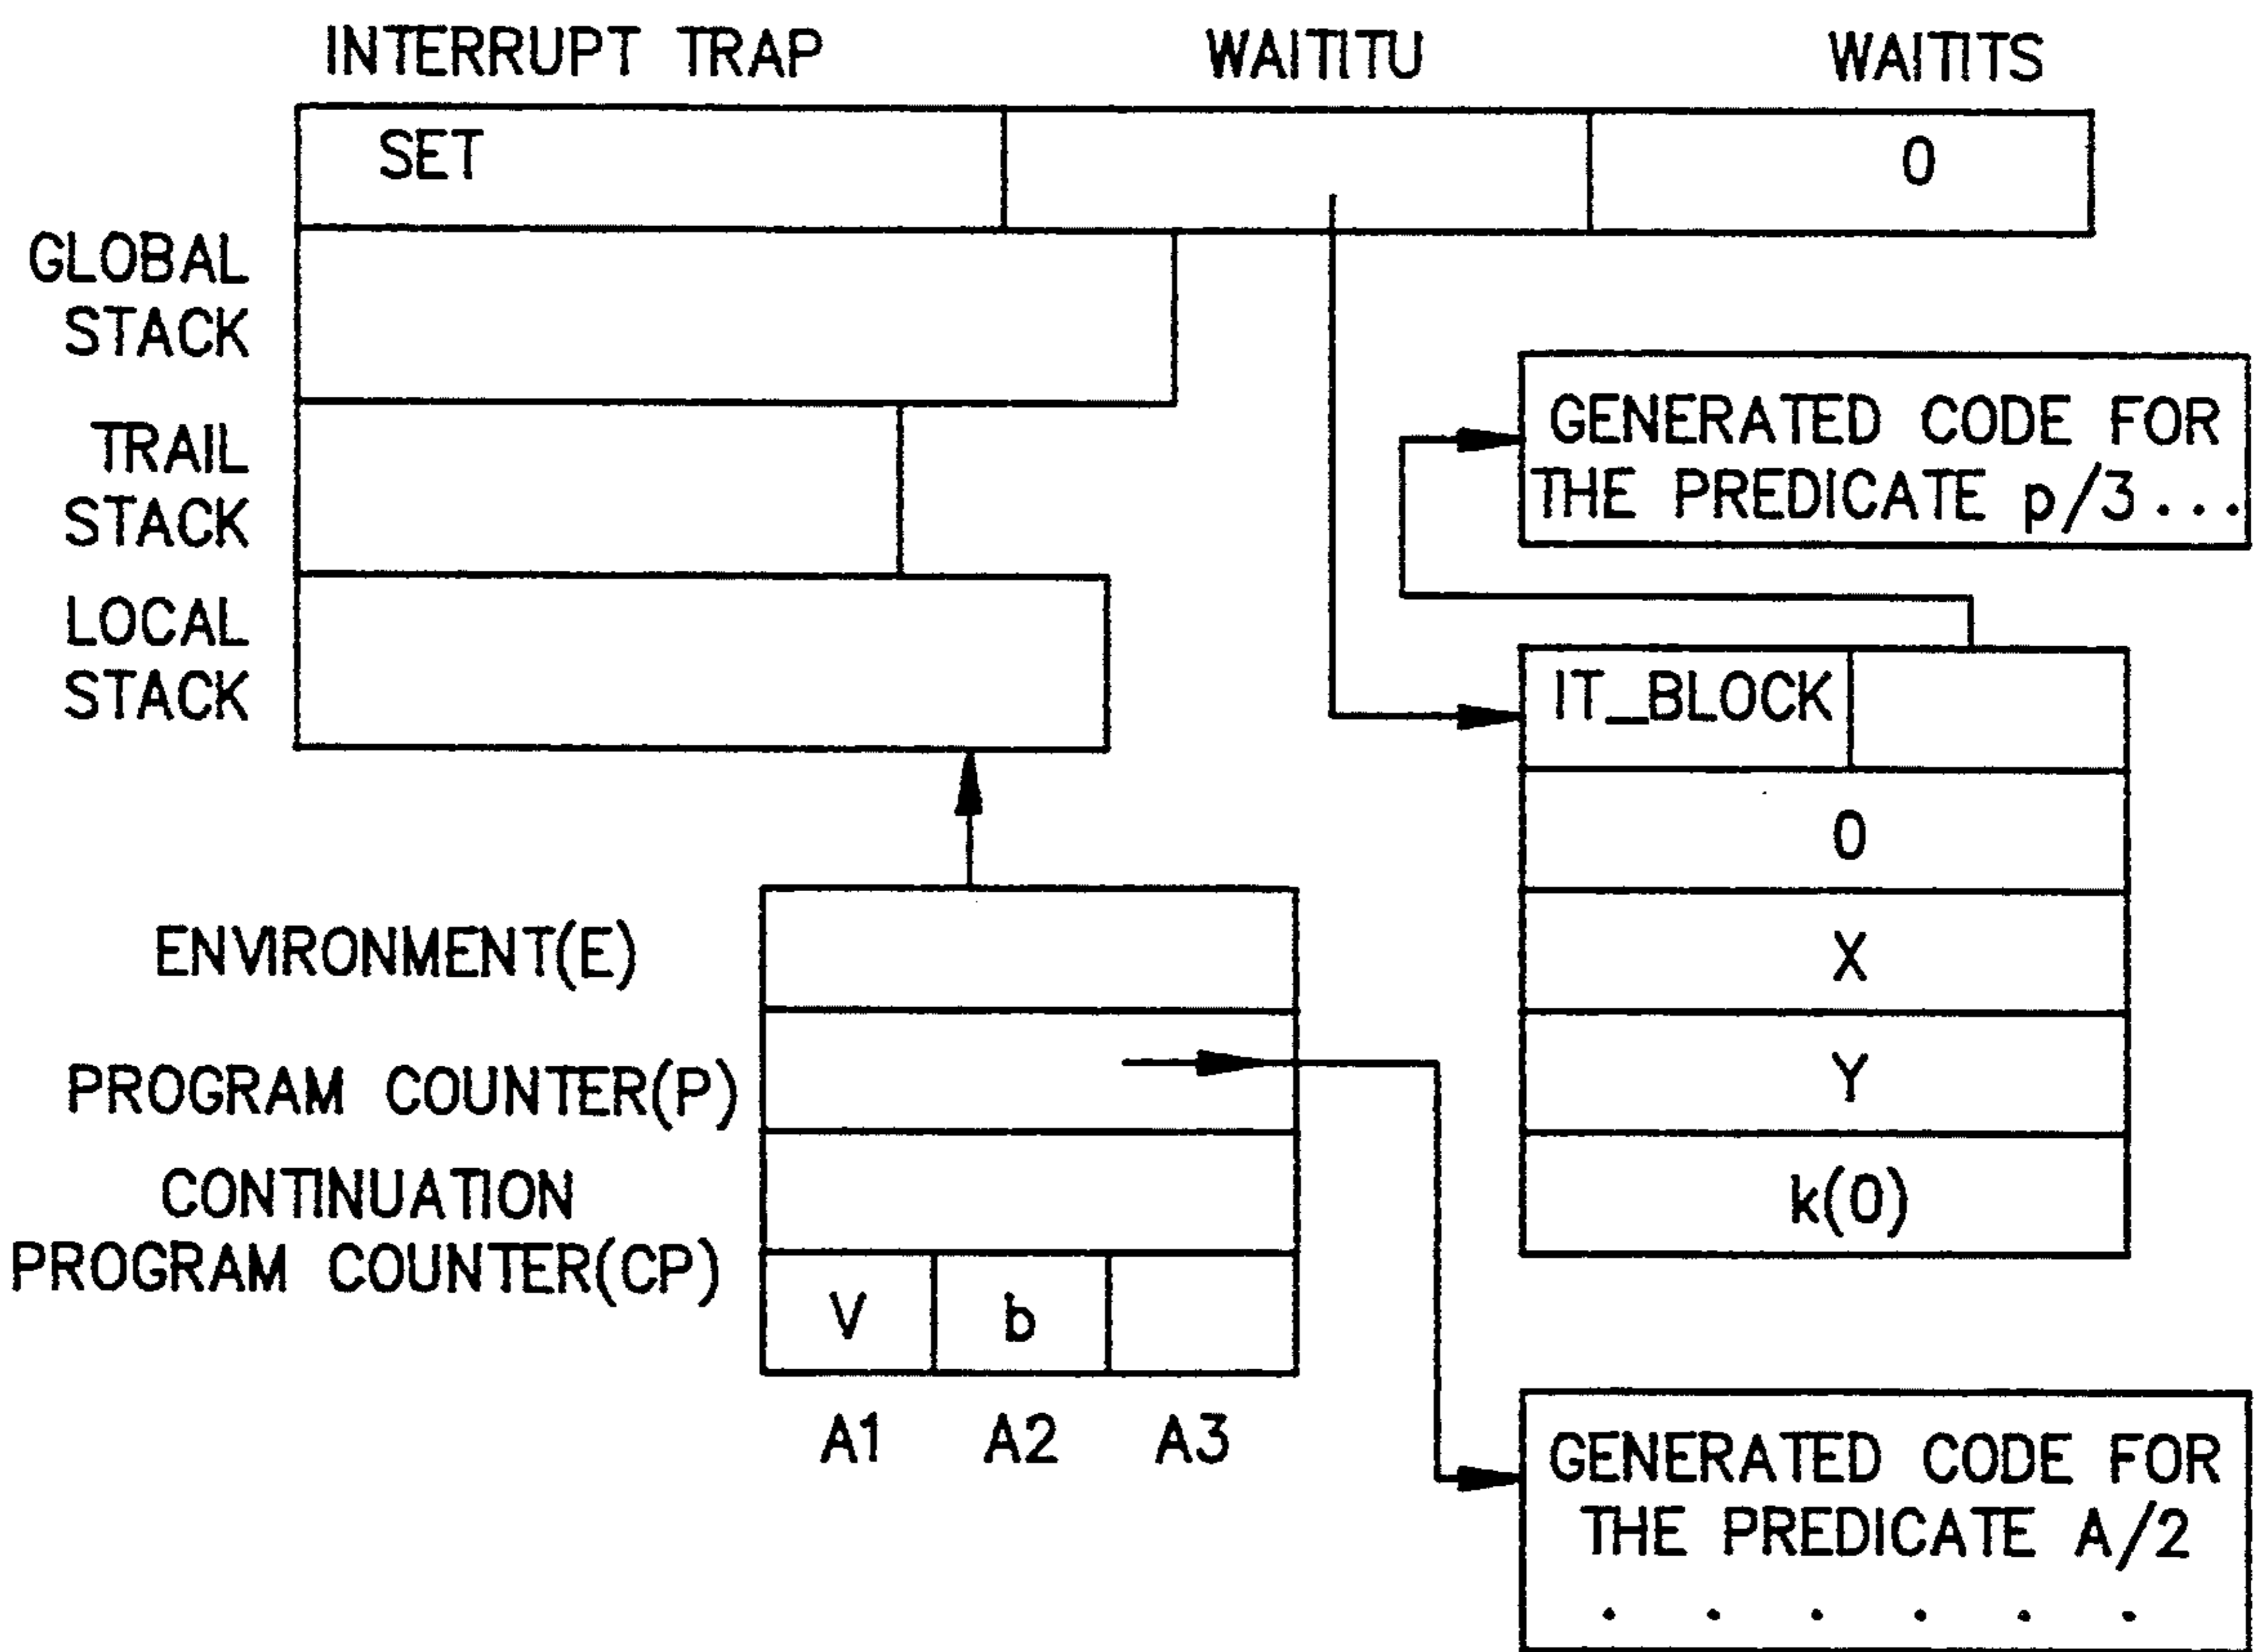 INTERRUPT TRAP WAITITU WAITITS
SET 0
GLOBAL
STACK
TRAIL
STACK
GENERATED CODE FOR
THE PREDICATE p/3 ...
LOCAL
STACK
IT_BLOCK
0
X
Y
k(0)
ENVIRONMENT(E)
PROGRAM COUNTER(P)
CONTINUATION
PROGRAM COUNTER(CP)
V b
A1 A2 A3
GENERATED CODE FOR
THE PREDICATE A/2
. . . . . .